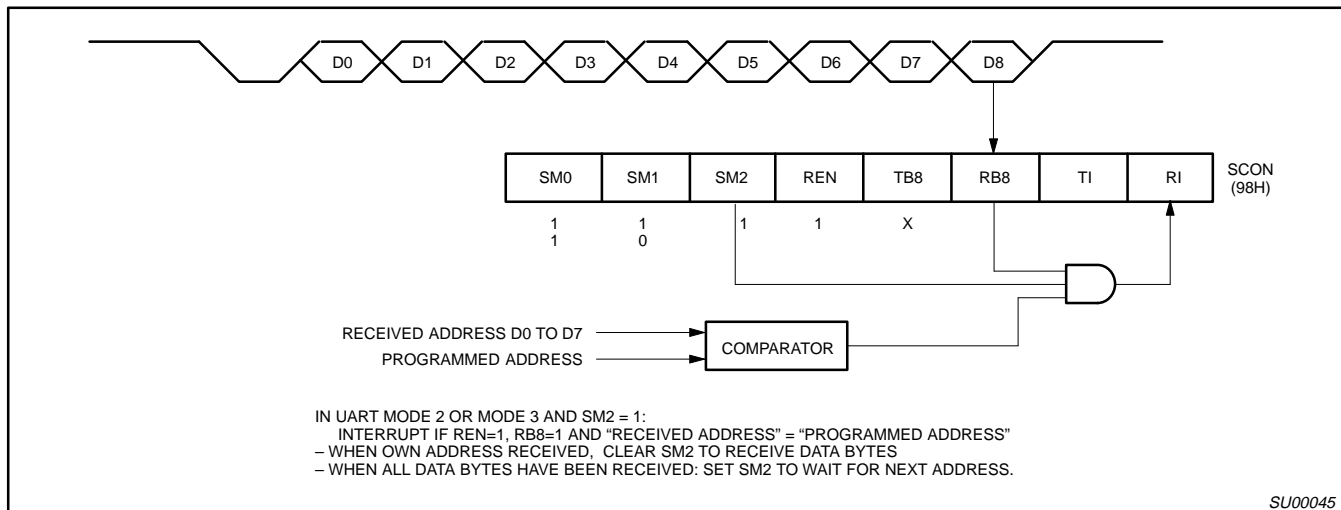 D0 D1 D2 D3 D4 D5 D6 D7 D8
SM0 SM1 SM2 REN TB8 RB8 TI RI
SCON
(98H)
1 1 1 1 X
1 0
RECEIVED ADDRESS D0 TO D7
PROGRAMMED ADDRESS
COMPARATOR
IN UART MODE 2 OR MODE 3 AND SM2 = 1:
INTERRUPT IF REN=1, RB8=1 AND “RECEIVED ADDRESS” = “PROGRAMMED ADDRESS”
– WHEN OWN ADDRESS RECEIVED, CLEAR SM2 TO RECEIVE DATA BYTES
– WHEN ALL DATA BYTES HAVE BEEN RECEIVED: SET SM2 TO WAIT FOR NEXT ADDRESS.
SU00045